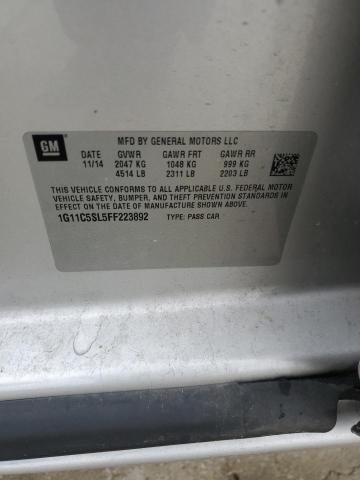 GM
MFD BY GENERAL MOTORS LLC
DATE GVWR GAWR FRT GAWR RR
11/14 2047 KG 1048 KG 999 KG
4514 LB 2311 LB 2203 LB
THIS VEHICLE CONFORMS TO ALL APPLICABLE U.S. FEDERAL MOTOR
VEHICLE SAFETY, BUMPER, AND THEFT PREVENTION STANDARDS IN
EFFECT ON THE DATE OF MANUFACTURE SHOWN ABOVE.
1G11C5SL5FF223892 TYPE: PASS CAR